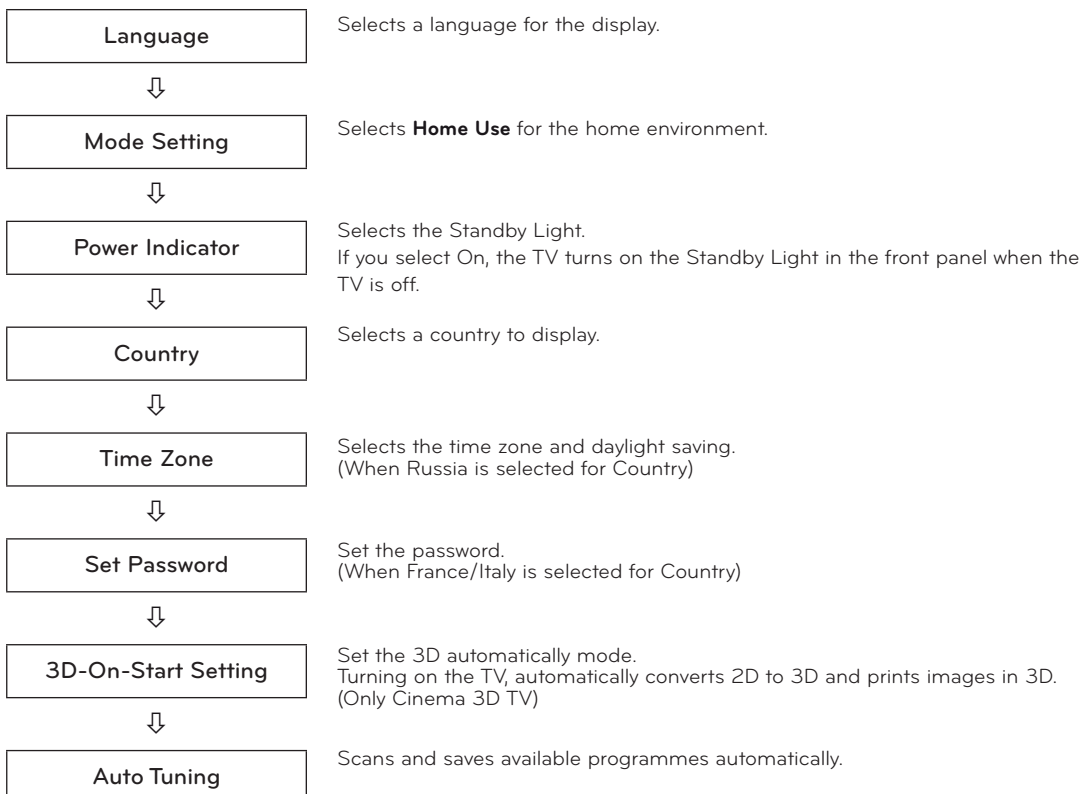 Language
Selects a language for the display.
Mode Setting
Selects Home Use for the home environment.
Power Indicator
Selects the Standby Light.
If you select On, the TV turns on the Standby Light in the front panel when the
TV is off.
Country
Selects a country to display.
Time Zone
Selects the time zone and daylight saving.
(When Russia is selected for Country)
Set Password
Set the password.
(When France/Italy is selected for Country)
3D-On-Start Setting
Set the 3D automatically mode.
Turning on the TV, automatically converts 2D to 3D and prints images in 3D.
(Only Cinema 3D TV)
Auto Tuning
Scans and saves available programmes automatically.